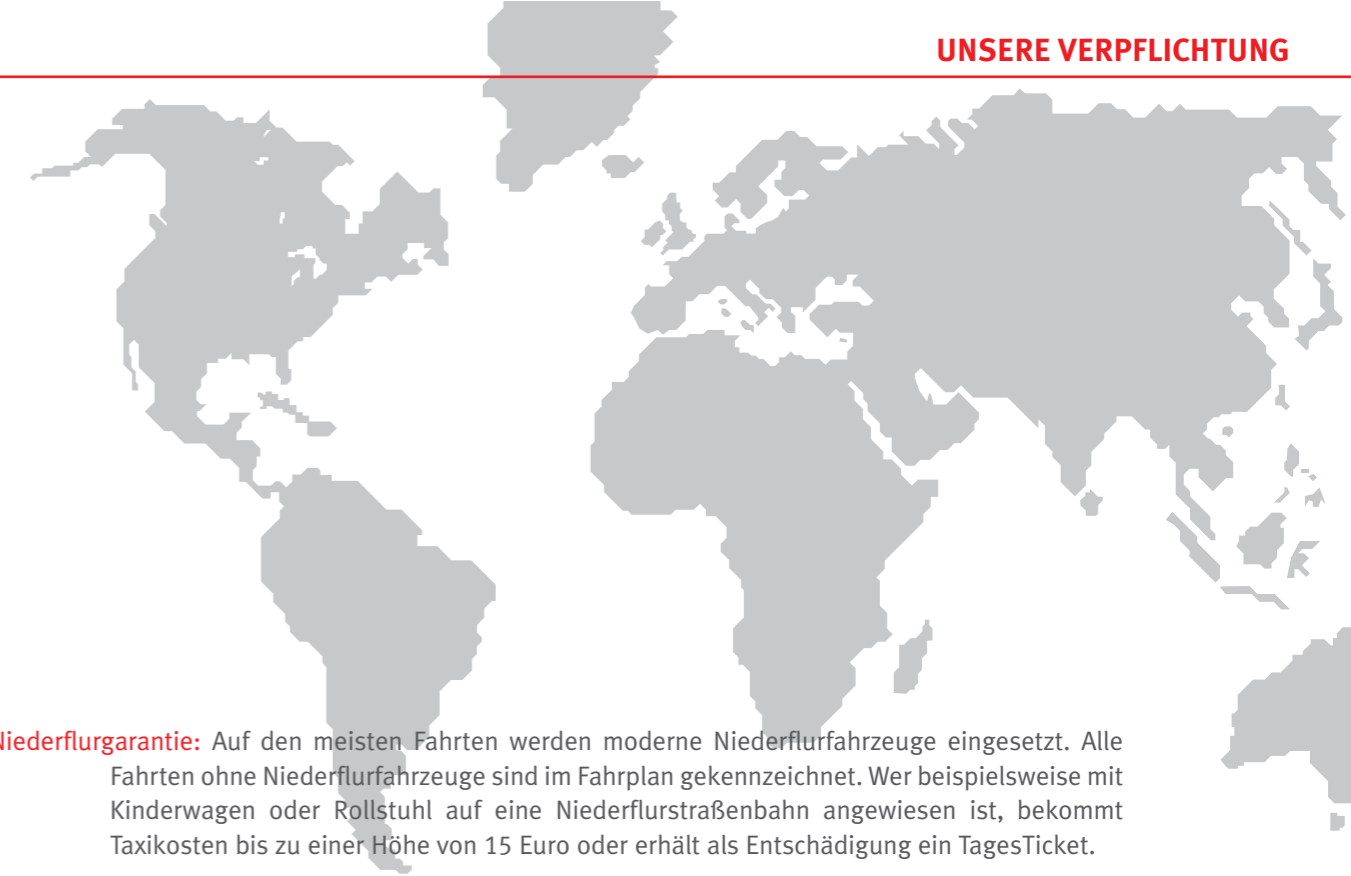 UNSERE VERPFLICHTUNG
Niederflurgarantie: Auf den meisten Fahrten werden moderne Niederflurfahrzeuge eingesetzt. Alle
Fahrten ohne Niederflurfahrzeuge sind im Fahrplan gekennzeichnet. Wer beispielsweise mit
Kinderwagen oder Rollstuhl auf eine Niederflurstraßenbahn angewiesen ist, bekommt
Taxikosten bis zu einer Höhe von 15 Euro oder erhält als Entschädigung ein TagesTicket.